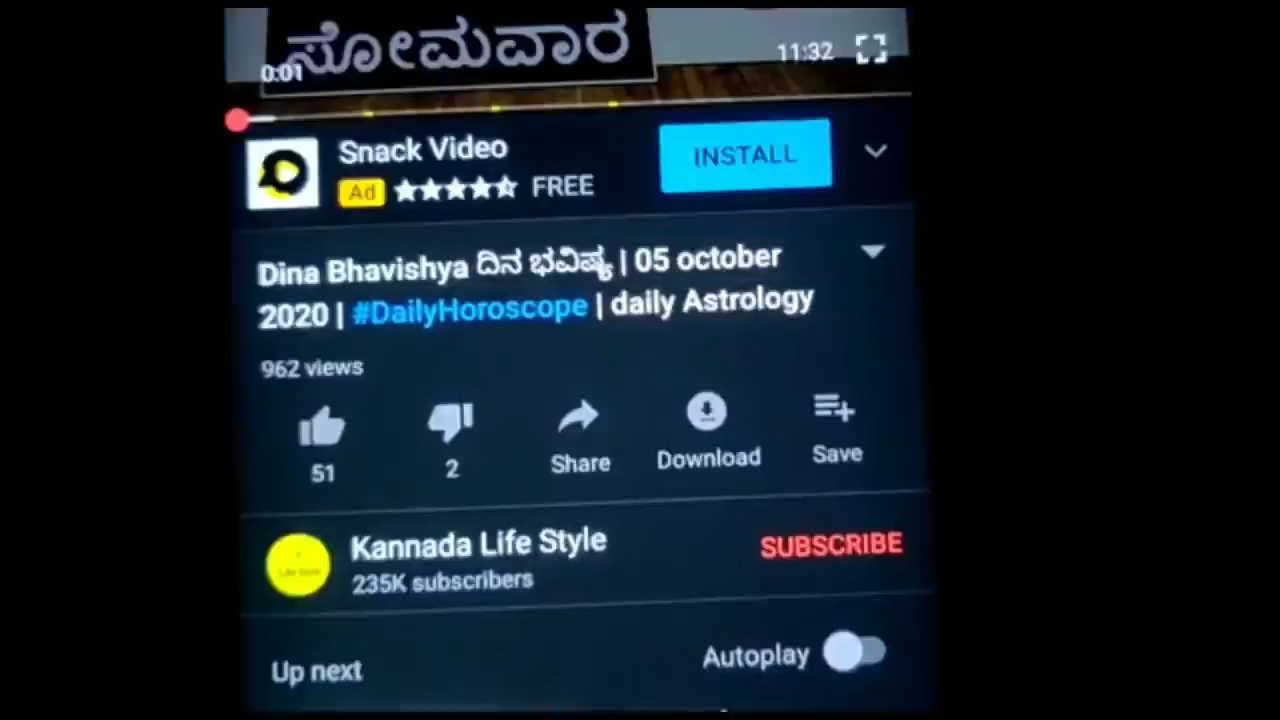 ಸೋಮವಾರ
0:01
11:32
Snack Video
INSTALL
Ad
FREE
Dina Bhavishya ದಿನ ಭವಿಷ್ಯ | 05 october
2020 | #DailyHoroscope | daily Astrology
962 views
51
2
Share
Download
Save
Kannada Life Style
235K subscribers
SUBSCRIBE
Up next
Autoplay